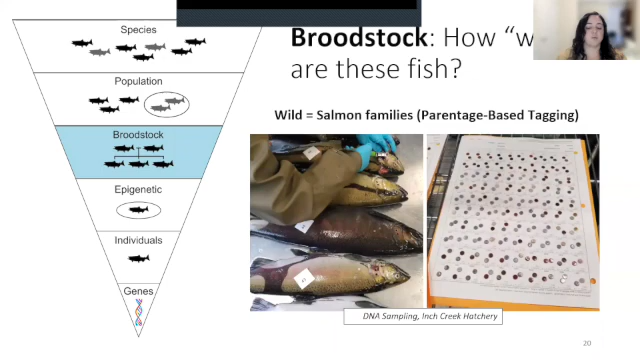 Broodstock: How "w
are these fish?
Wild = Salmon families (Parentage-Based Tagging)
Species
Population
Broodstock
Epigenetic
Individuals
Genes
DNA Sampling, Inch Creek Hatchery
20